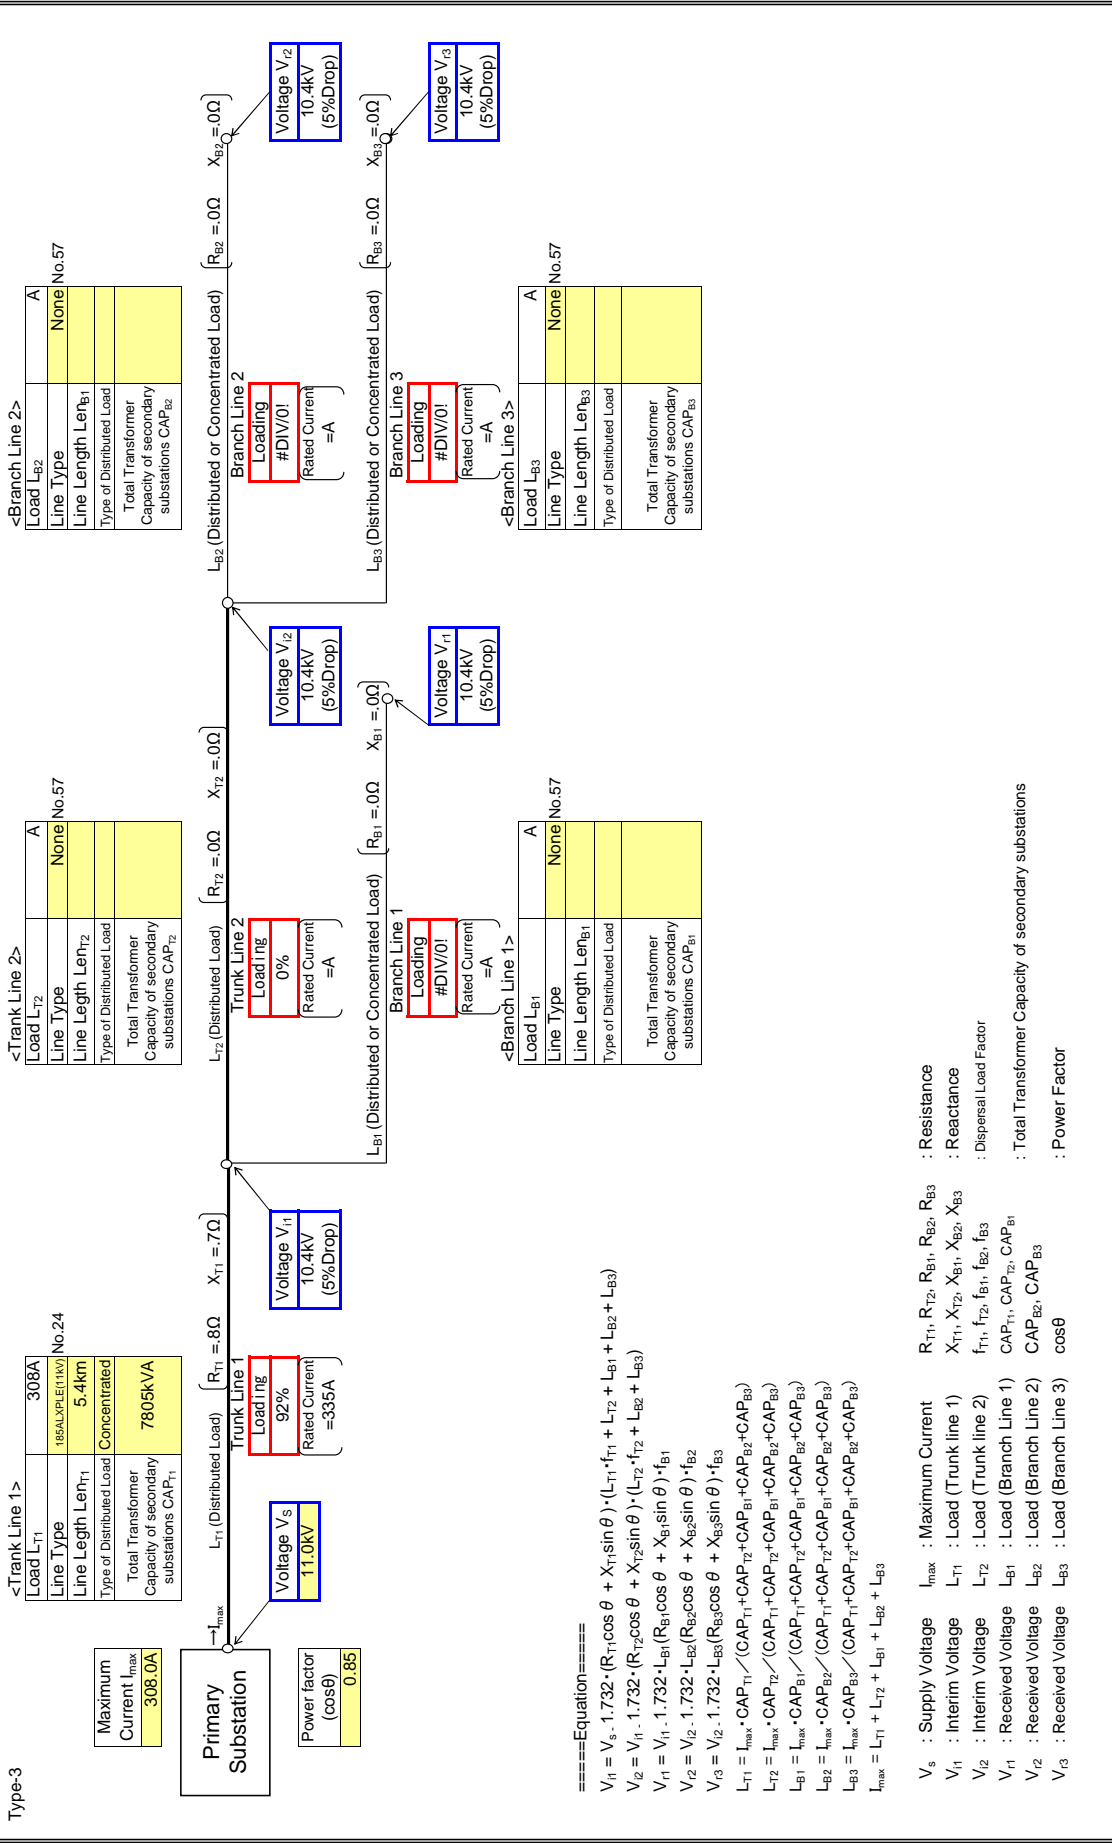 Type-3
Maximum
Current Imax
308.0A
Primary
Substation
Power factor
(cosθ)
0.85
→Imax
Voltage VS
11.0kV
<Trank Line 1>
Load LT1 308A
Line Type 185ALXPLE(11kV) No.24
Line Legth LenT1 5.4km
Type of Distributed Load Concentrated
Total Transformer
Capacity of secondary
substations CAPT1
7805kVA
LT1 (Distributed Load) RT1 =.8Ω XT1 =.7Ω
Trunk Line 1
Loading
92%
Rated Current
=335A
Voltage Vi1
10.4kV
(5%Drop)
<Trank Line 2>
Load LT2 A
Line Type None No.57
Line Length LenT2
Type of Distributed Load
Total Transformer
Capacity of secondary
substations CAPT2
LT2 (Distributed Load) RT2 =.0Ω XT2 =.0Ω
Trunk Line 2
Loading
0%
Rated Current
=A
Voltage Vi2
10.4kV
(5%Drop)
LB1 (Distributed or Concentrated Load) RB1 =.0Ω XB1 =.0Ω
Branch Line 1
Loading
#DIV/0!
Rated Current
=A
Voltage Vr1
10.4kV
(5%Drop)
<Branch Line 1>
Load LB1 A
Line Type None No.57
Line Length LenB1
Type of Distributed Load
Total Transformer
Capacity of secondary
substations CAPB1
<Branch Line 2>
Load LB2 A
Line Type None No.57
Line Length LenB1
Type of Distributed Load
Total Transformer
Capacity of secondary
substations CAPB2
LB2 (Distributed or Concentrated Load) RB2 =.0Ω XB2 =.0Ω
Branch Line 2
Loading
#DIV/0!
Rated Current
=A
Voltage Vr2
10.4kV
(5%Drop)
LB3 (Distributed or Concentrated Load) RB3 =.0Ω XB3 =.0Ω
Branch Line 3
Loading
#DIV/0!
Rated Current
=A
Voltage Vr3
10.4kV
(5%Drop)
<Branch Line 3>
Load LB3 A
Line Type None No.57
Line Length LenB3
Type of Distributed Load
Total Transformer
Capacity of secondary
substations CAPB3
=====Equation=====
Vi1 = Vs - 1.732・(RT1cos θ + XT1sin θ)・(LT1・fT1 + LT2 + LB1 + LB2 + LB3)
Vi2 = Vi1 - 1.732・(RT2cos θ + XT2sin θ)・(LT2・fT2 + LB2 + LB3)
Vr1 = Vi1 - 1.732・LB1(RB1cos θ + XB1sin θ)・fB1
Vr2 = Vi2 - 1.732・LB2(RB2cos θ + XB2sin θ)・fB2
Vr3 = Vi2 - 1.732・LB3(RB3cos θ + XB3sin θ)・fB3
LT1 = Imax・CAPT1／(CAPT1+CAPT2+CAPB1+CAPB2+CAPB3)
LT2 = Imax・CAPT2／(CAPT1+CAPT2+CAPB1+CAPB2+CAPB3)
LB1 = Imax・CAPB1／(CAPT1+CAPT2+CAPB1+CAPB2+CAPB3)
LB2 = Imax・CAPB2／(CAPT1+CAPT2+CAPB1+CAPB2+CAPB3)
LB3 = Imax・CAPB3／(CAPT1+CAPT2+CAPB1+CAPB2+CAPB3)
Imax = LT1 + LT2 + LB1 + LB2 + LB3
Vs : Supply Voltage Imax : Maximum Current RT1, RT2, RB1, RB2, RB3 : Resistance
Vi1 : Interim Voltage LT1 : Load (Trunk line 1) XT1, XT2, XB1, XB2, XB3 : Reactance
Vi2 : Interim Voltage LT2 : Load (Trunk line 2) fT1, fT2, fB1, fB2, fB3 : Dispersal Load Factor
Vr1 : Received Voltage LB1 : Load (Branch Line 1) CAPT1, CAPT2, CAPB1 : Total Transformer Capacity of secondary substations
Vr2 : Received Voltage LB2 : Load (Branch Line 2) CAPB2, CAPB3
Vr3 : Received Voltage LB3 : Load (Branch Line 3) cosθ : Power Factor